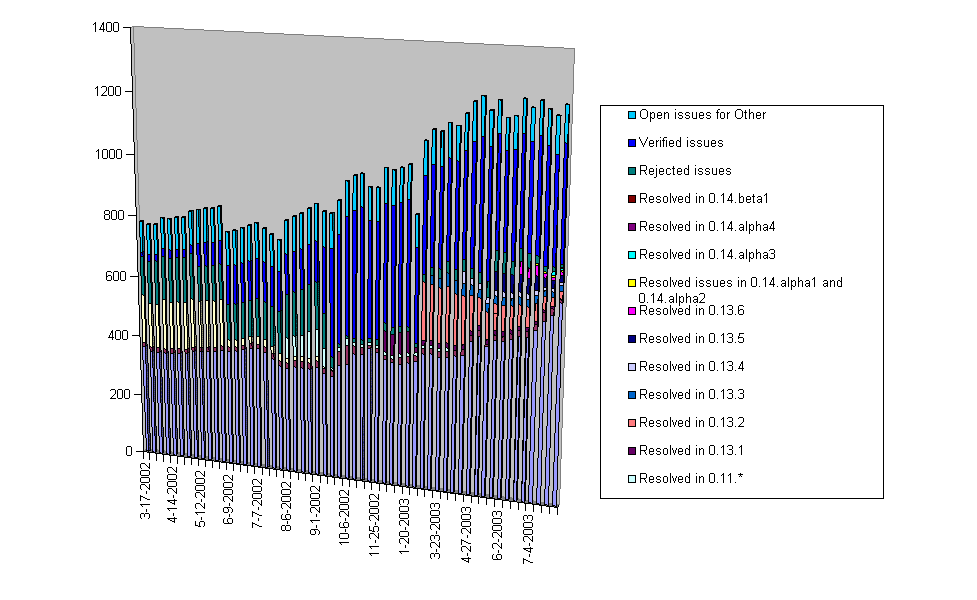 1400
1200
1000
800
600
400
200
0
3-17-2002
4-14-2002
5-12-2002
6-9-2002
7-7-2002
8-6-2002
9-1-2002
10-6-2002
11-25-2002
1-20-2003
3-23-2003
4-27-2003
6-2-2003
7-4-2003
Open issues for Other
Verified issues
Rejected issues
Resolved in 0.14.beta1
Resolved in 0.14.alpha4
Resolved in 0.14.alpha3
Resolved issues in 0.14.alpha1 and
0.14.alpha2
Resolved in 0.13.6
Resolved in 0.13.5
Resolved in 0.13.4
Resolved in 0.13.3
Resolved in 0.13.2
Resolved in 0.13.1
Resolved in 0.11.*